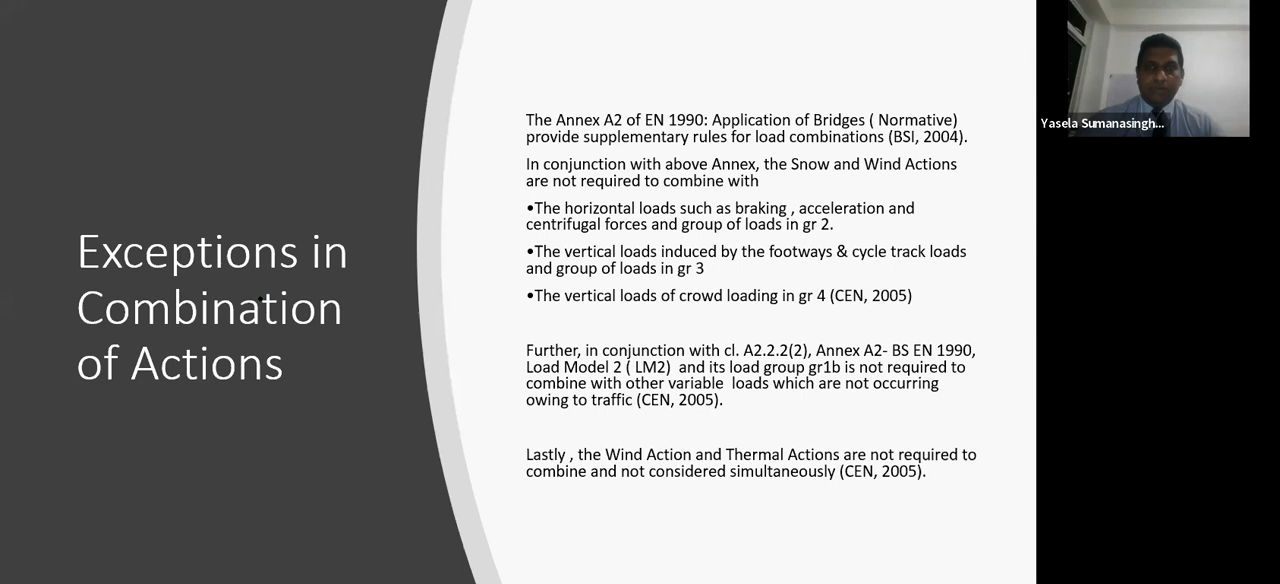 Exceptions in
Combination
of Actions
The Annex A2 of EN 1990: Application of Bridges ( Normative)
provide supplementary rules for load combinations (BSI, 2004).
In conjunction with above Annex, the Snow and Wind Actions
are not required to combine with
•The horizontal loads such as braking , acceleration and
centrifugal forces and group of loads in gr 2.
•The vertical loads induced by the footways & cycle track loads
and group of loads in gr 3
•The vertical loads of crowd loading in gr 4 (CEN, 2005)
Further, in conjunction with cl. A2.2.2(2), Annex A2- BS EN 1990,
Load Model 2 ( LM2)  and its load group gr1b is not required to
combine with other variable  loads which are not occurring
owing to traffic (CEN, 2005).
Lastly , the Wind Action and Thermal Actions are not required to
combine and not considered simultaneously (CEN, 2005).
Yasela Sumanasingh...